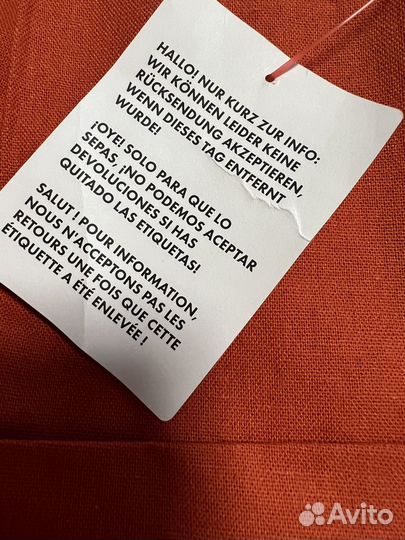 HALLO! NUR KURZ ZUR INFO:
WIR KÖNNEN LEIDER KEINE
RÜCKSENDUNG AKZEPTIEREN,
WENN DIESES TAG ENTFERNT
WURDE!
¡OYE! SOLO PARA QUE LO
SEPAS, ¡NO PODEMOS ACEPTAR
DEVOLUCIONES SI HAS
QUITADO LAS ETIQUETAS!
SALUT ! POUR INFORMATION,
NOUS N'ACCEPTONS PAS LES
RETOURS UNE FOIS QUE CETTE
ÉTIQUETTE A ÉTÉ ENLEVÉE !
Avito